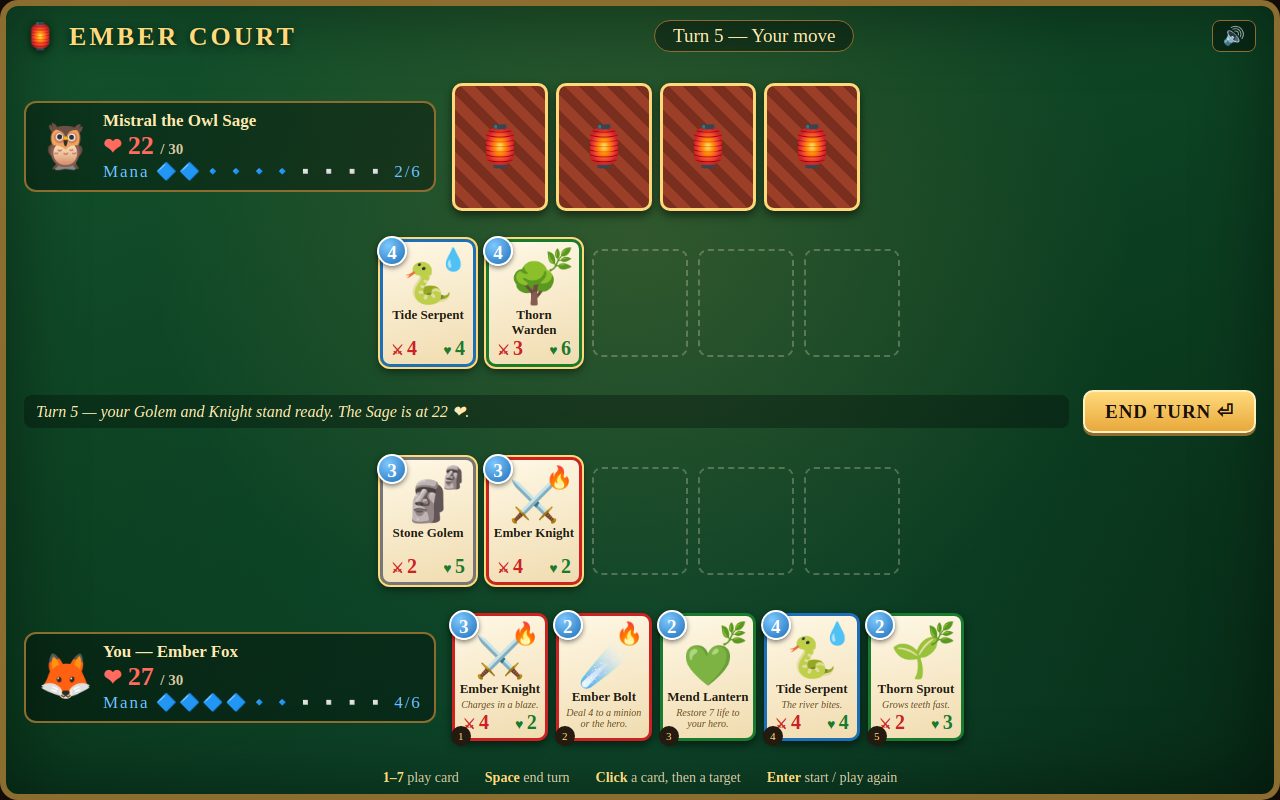 EMBER COURT
Turn 5 — Your move
Mistral the Owl Sage
❤ 22 / 30
Mana 2/6
4
Tide Serpent
⚔ 4 ♥ 4
4
Thorn
Warden
⚔ 3 ♥ 6
Turn 5 — your Golem and Knight stand ready. The Sage is at 22 ❤.
END TURN ⏎
3
Stone Golem
⚔ 2 ♥ 5
3
Ember Knight
⚔ 4 ♥ 2
You — Ember Fox
❤ 27 / 30
Mana 4/6
3
Ember Knight
Charges in a blaze.
⚔ 4 ♥ 2
1
2
Ember Bolt
Deal 4 to a minion
or the hero.
2
2
Mend Lantern
Restore 7 life to
your hero.
3
4
Tide Serpent
The river bites.
⚔ 4 ♥ 4
4
2
Thorn Sprout
Grows teeth fast.
⚔ 2 ♥ 3
5
1–7 play card Space end turn Click a card, then a target Enter start / play again